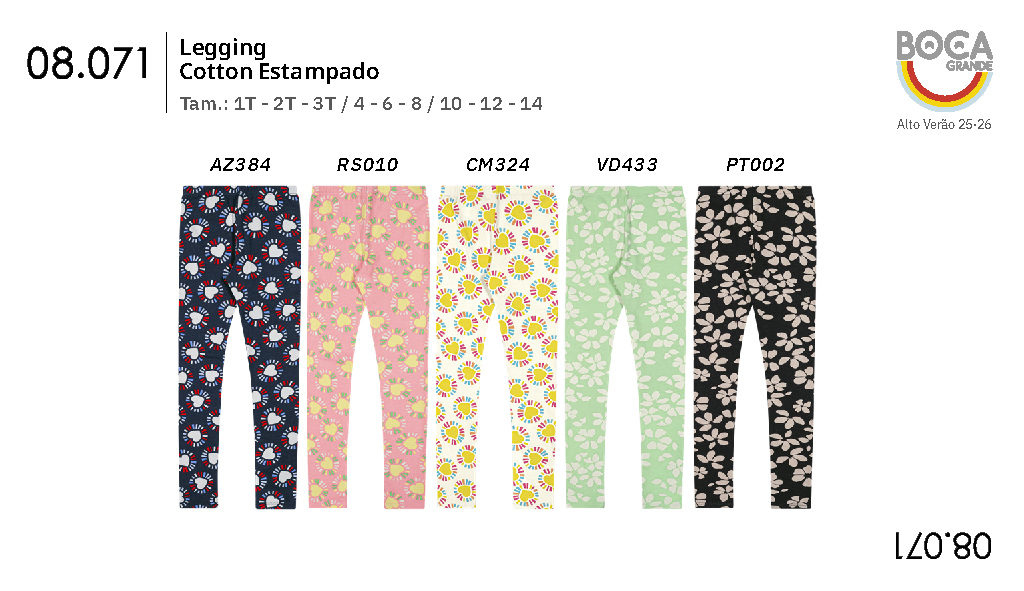 08.071
Legging
Cotton Estampado
Tam.: 1T - 2T - 3T / 4 - 6 - 8 / 10 - 12 - 14
BOCA
GRANDE
Alto Verão 25-26
AZ384 RS010 CM324 VD433 PT002
08.071